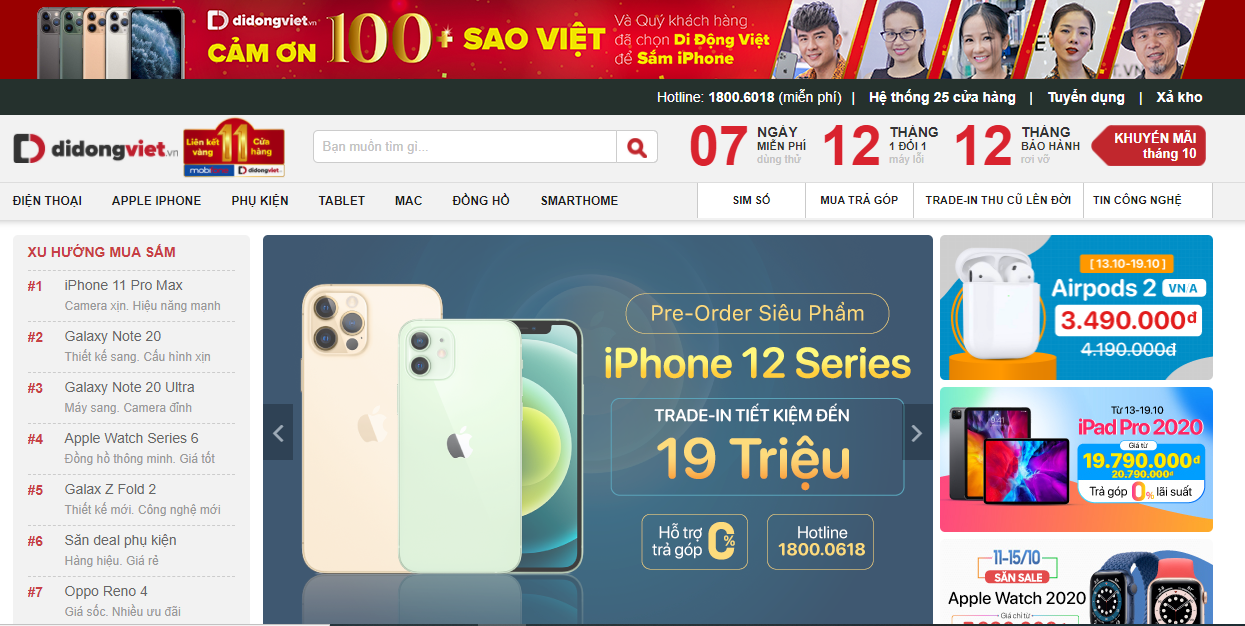 didongviet.vn
CẢM ƠN 100+ SAO VIỆT
Và Quý khách hàng
đã chọn Di Động Việt
để Sắm iPhone
Hotline: 1800.6018 (miễn phí) | Hệ thống 25 cửa hàng | Tuyển dụng | Xả kho
didongviet.vn
Liên kết vàng 11 Cửa hàng
didongviet.vn
Bạn muốn tìm gì...
07 NGÀY MIỄN PHÍ dùng thử
12 THÁNG 1 ĐỔI 1 máy lỗi
12 THÁNG BẢO HÀNH rơi vỡ
KHUYẾN MÃI
tháng 10
ĐIỆN THOẠI APPLE IPHONE PHỤ KIỆN TABLET MAC ĐỒNG HỒ SMARTHOME SIM SỐ MUA TRẢ GÓP TRADE-IN THU CŨ LÊN ĐỜI TIN CÔNG NGHỆ
XU HƯỚNG MUA SẮM
#1 iPhone 11 Pro Max
Camera xịn. Hiệu năng mạnh
#2 Galaxy Note 20
Thiết kế sang. Cấu hình xịn
#3 Galaxy Note 20 Ultra
Máy sang. Camera đỉnh
#4 Apple Watch Series 6
Đồng hồ thông minh. Giá tốt
#5 Galax Z Fold 2
Thiết kế mới. Công nghệ mới
#6 Săn deal phụ kiện
Hàng hiệu. Giá rẻ
#7 Oppo Reno 4
Giá sốc. Nhiều ưu đãi
Pre-Order Siêu Phẩm
iPhone 12 Series
TRADE-IN TIẾT KIỆM ĐẾN
19 Triệu
Hỗ trợ
trả góp 0%
Hotline
1800.0618
[ 13.10-19.10 ]
Airpods 2 VN A
3.490.000đ
4.190.000đ
Từ 13-19.10
iPad Pro 2020
Giá từ
19.790.000đ
20.790.000đ
Trả góp 0% lãi suất
11-15/10
SĂN SALE
Apple Watch 2020
Giá chỉ từ